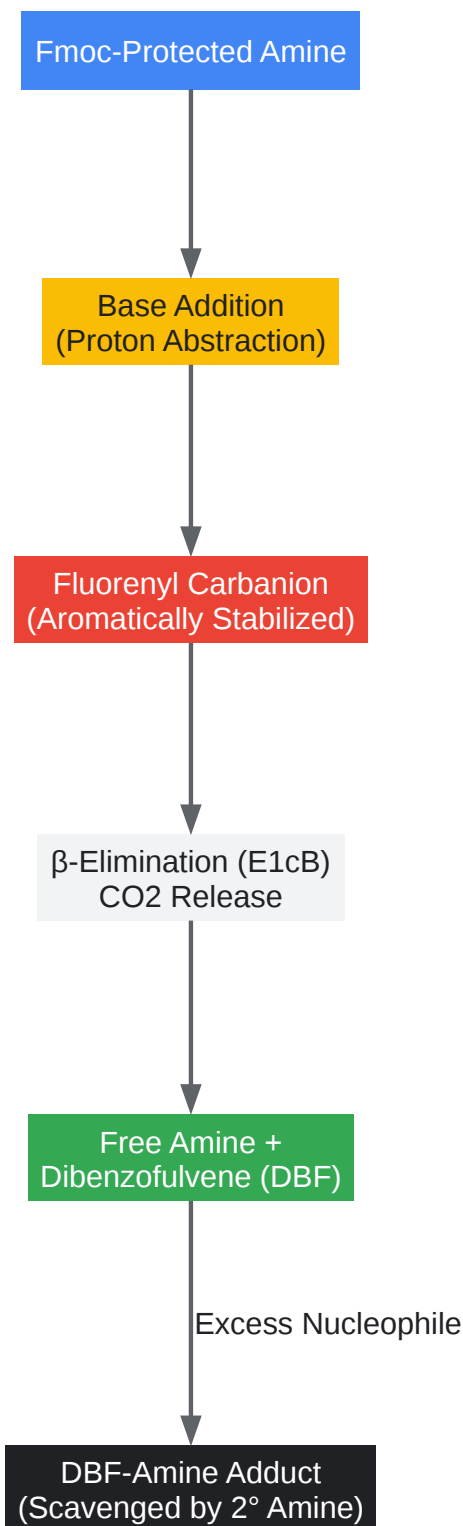 Fmoc-Protected Amine
Base Addition
(Proton Abstraction)
Fluorenyl Carbanion
(Aromatically Stabilized)
β-Elimination (E1cB)
CO2 Release
Free Amine +
Dibenzofulvene (DBF)
Excess Nucleophile
DBF-Amine Adduct
(Scavenged by 2° Amine)